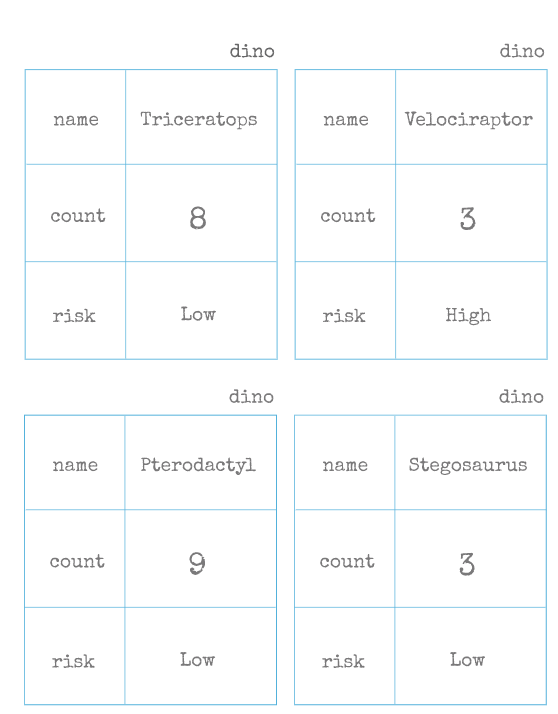 dino
name Triceratops
count 8
risk Low
dino
name Velociraptor
count 3
risk High
dino
name Pterodactyl
count 9
risk Low
dino
name Stegosaurus
count 3
risk Low